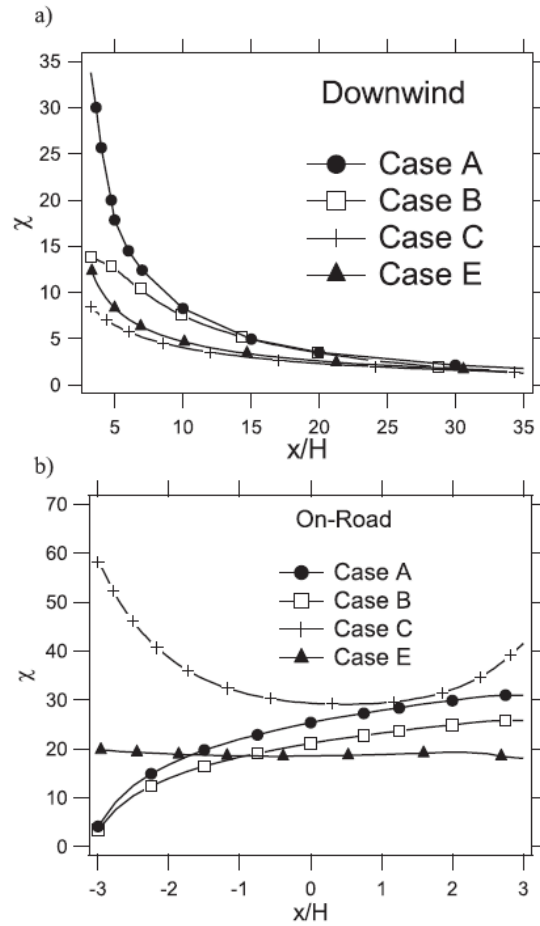 a)
Downwind
Case A
Case B
Case C
Case E
35
30
25
20
15
10
5
0
χ
5 10 15 20 25 30 35
x/H
b)
On-Road
Case A
Case B
Case C
Case E
70
60
50
40
30
20
10
0
χ
-3 -2 -1 0 1 2 3
x/H